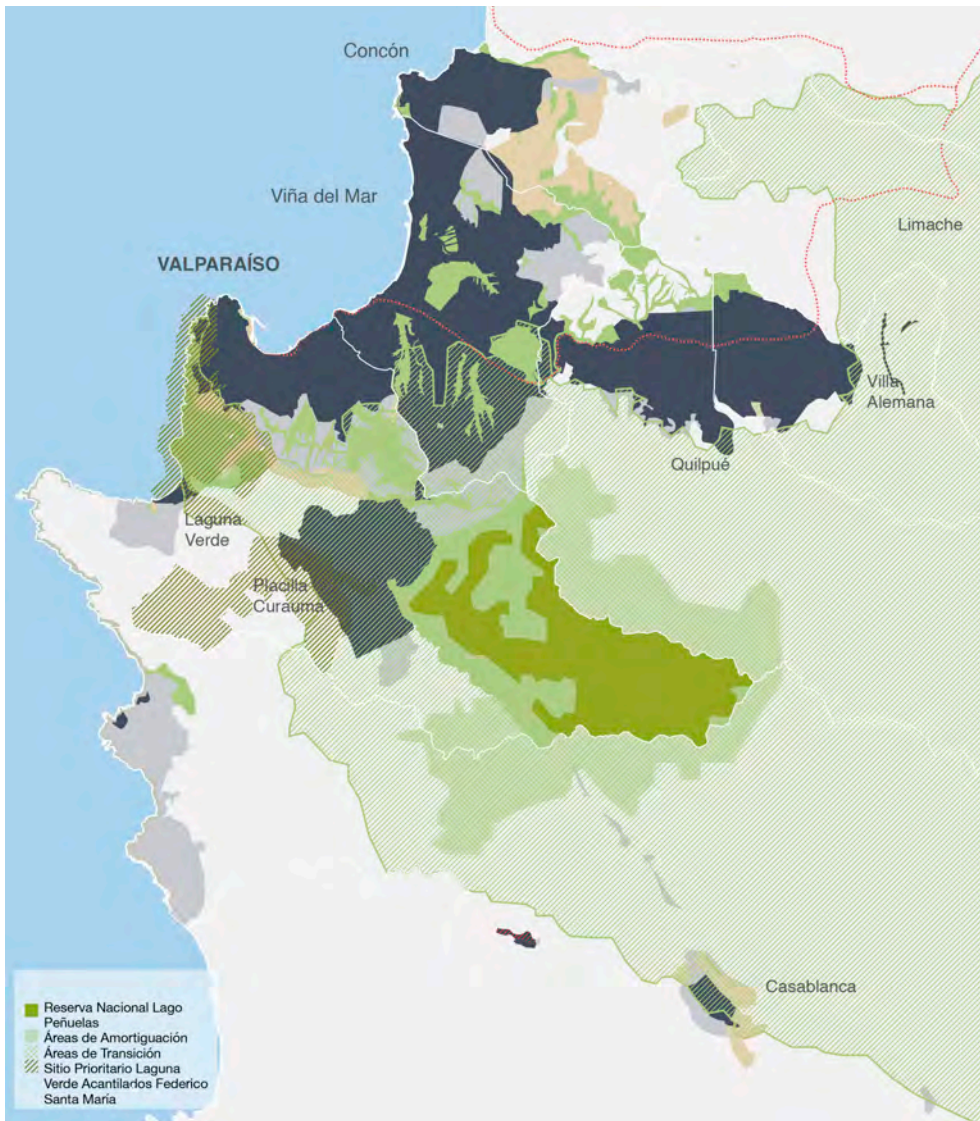 Concón
Viña del Mar
VALPARAÍSO
Limache
Villa
Alemana
Quilpué
Laguna
Verde
Placilla
Curauma
Casablanca
Reserva Nacional Lago
Peñuelas
Áreas de Amortiguación
Áreas de Transición
Sitio Prioritario Laguna
Verde Acantilados Federico
Santa María